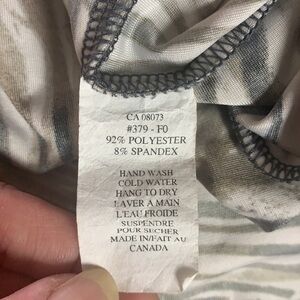 CA 08073
#379 - F0
92% POLYESTER
8% SPANDEX
HAND WASH
COLD WATER
HANG TO DRY
LAVER A MAIN
L'EAU FROIDE
SUSPENDRE
POUR SECHER
MADE IN/FAIT AU
CANADA